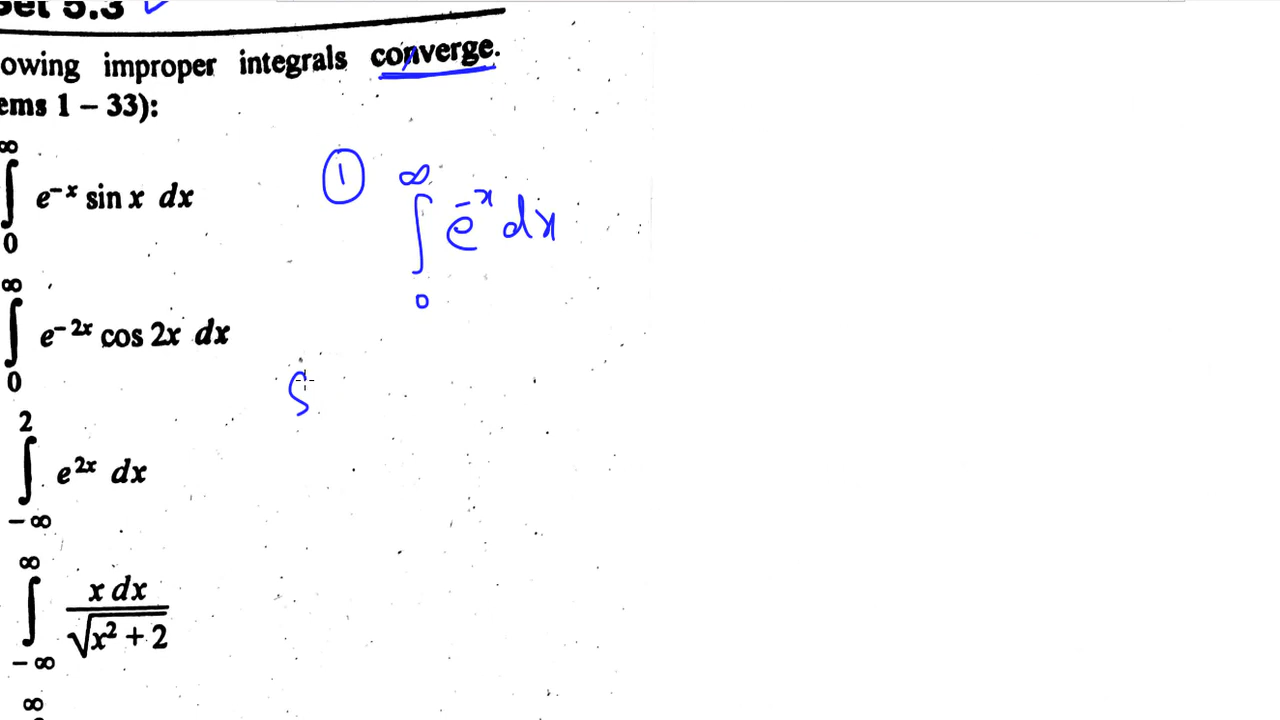 Set 5.3
owing improper integrals converge.
ems 1 – 33):
∞
∫ e⁻ˣ sin x dx
0
∞
∫ e⁻²ˣ cos 2x dx
0
2
∫ e²ˣ dx
– ∞
∞
∫ x dx / √x² + 2
– ∞
∞
① ∞
∫ e⁻ˣ dx
0
S